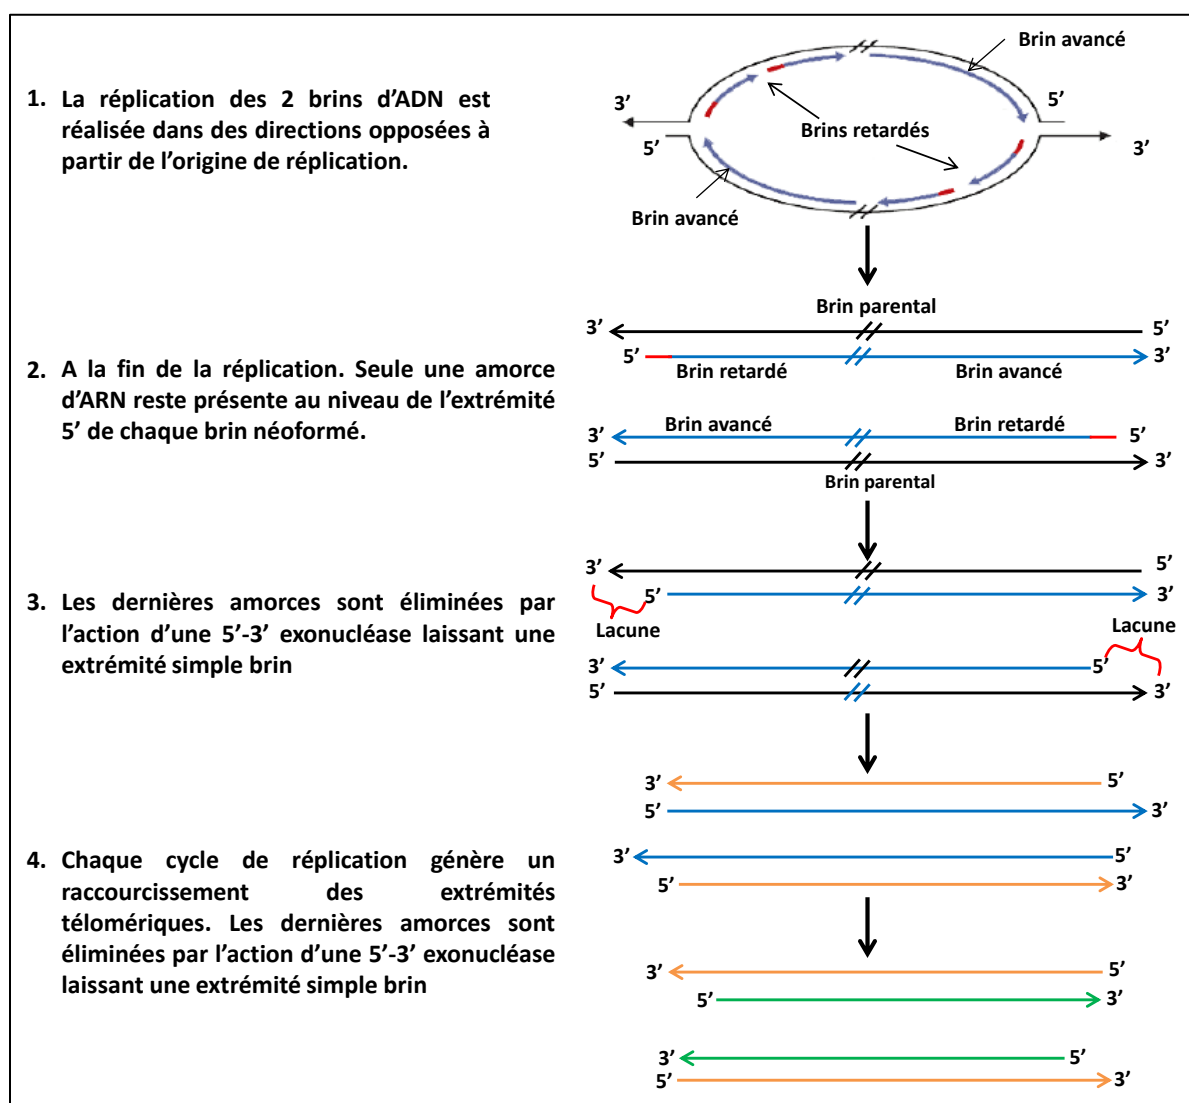 1. La réplication des 2 brins d’ADN est
réalisée dans des directions opposées à
partir de l’origine de réplication.
Brin avancé
3’
5’
5’
3’
Brins retardés
Brin avancé
Brin parental
3’
5’
5’
3’
Brin retardé
Brin avancé
2. A la fin de la réplication. Seule une amorce
d’ARN reste présente au niveau de l’extrémité
5’ de chaque brin néoformé.
Brin avancé
Brin retardé
3’
5’
5’
3’
Brin parental
3’
5’
5’
3’
Lacune
Lacune
3. Les dernières amorces sont éliminées par
l’action d’une 5’-3’ exonucléase laissant une
extrémité simple brin
3’
5’
5’
3’
3’
5’
5’
3’
4. Chaque cycle de réplication génère un
raccourcissement des extrémités
télomériques. Les dernières amorces sont
éliminées par l’action d’une 5’-3’ exonucléase
laissant une extrémité simple brin
3’
5’
5’
3’
3’
5’
5’
3’
3’
5’
5’
3’